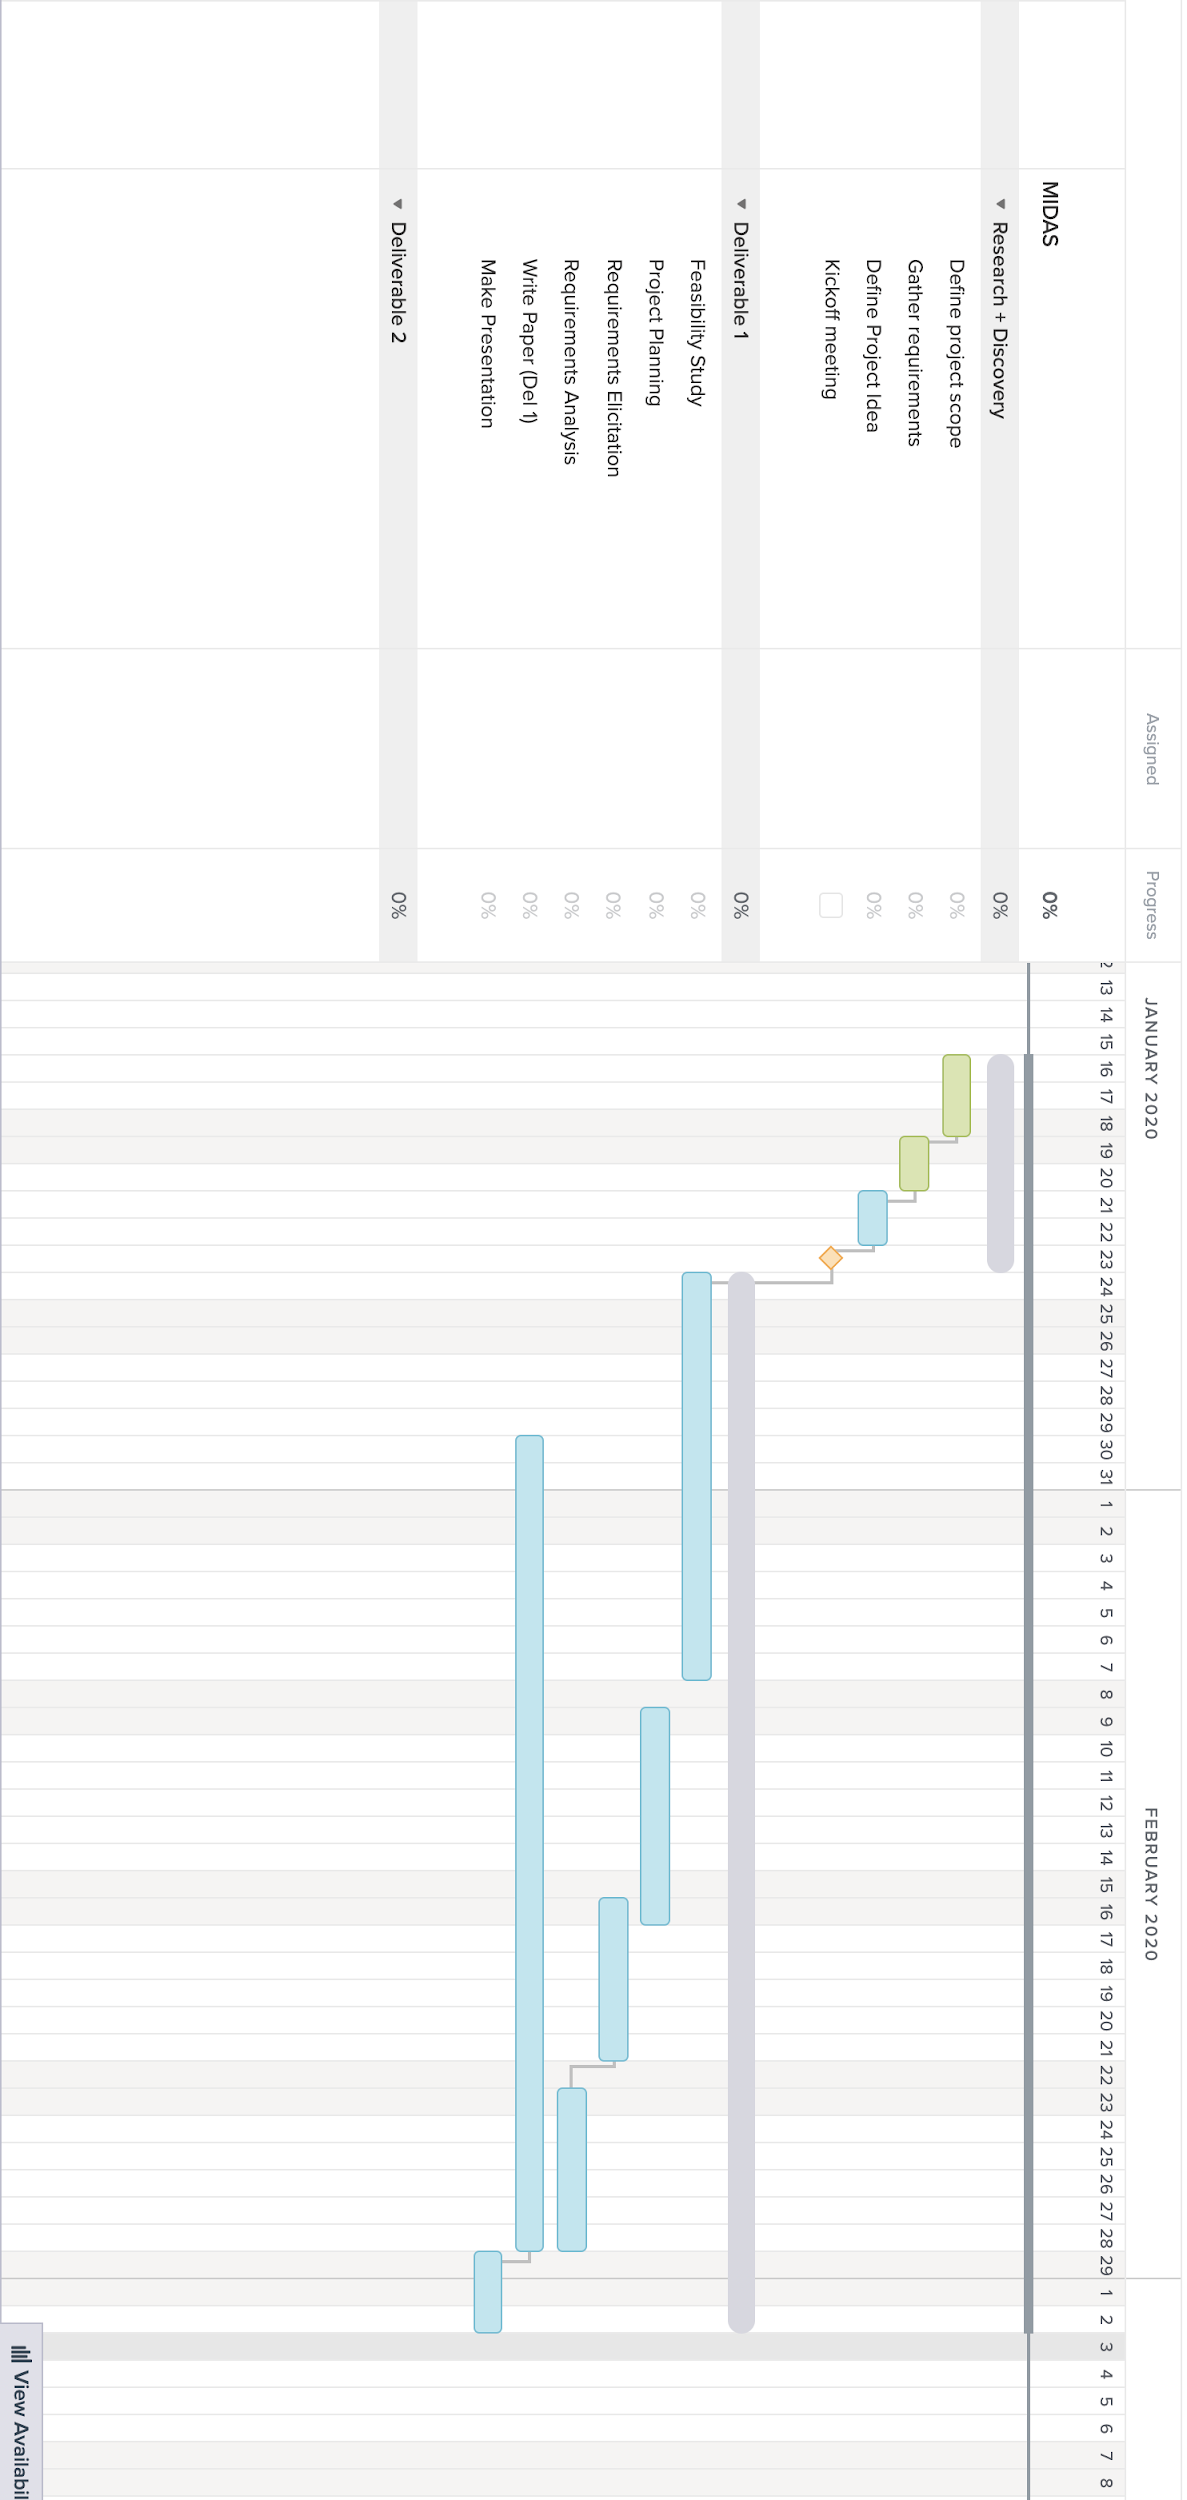 Assigned Progress JANUARY 2020 FEBRUARY 2020
13 14 15 16 17 18 19 20 21 22 23 24 25 26 27 28 29 30 31 1 2 3 4 5 6 7 8 9 10 11 12 13 14 15 16 17 18 19 20 21 22 23 24 25 26 27 28 29 1 2 3 4 5 6 7 8
MIDAS 0%
Research + Discovery 0%
Define project scope 0%
Gather requirements 0%
Define Project Idea 0%
Kickoff meeting
Deliverable 1 0%
Feasibility Study 0%
Project Planning 0%
Requirements Elicitation 0%
Requirements Analysis 0%
Write Paper (Del 1) 0%
Make Presentation 0%
Deliverable 2 0%
View Availabil